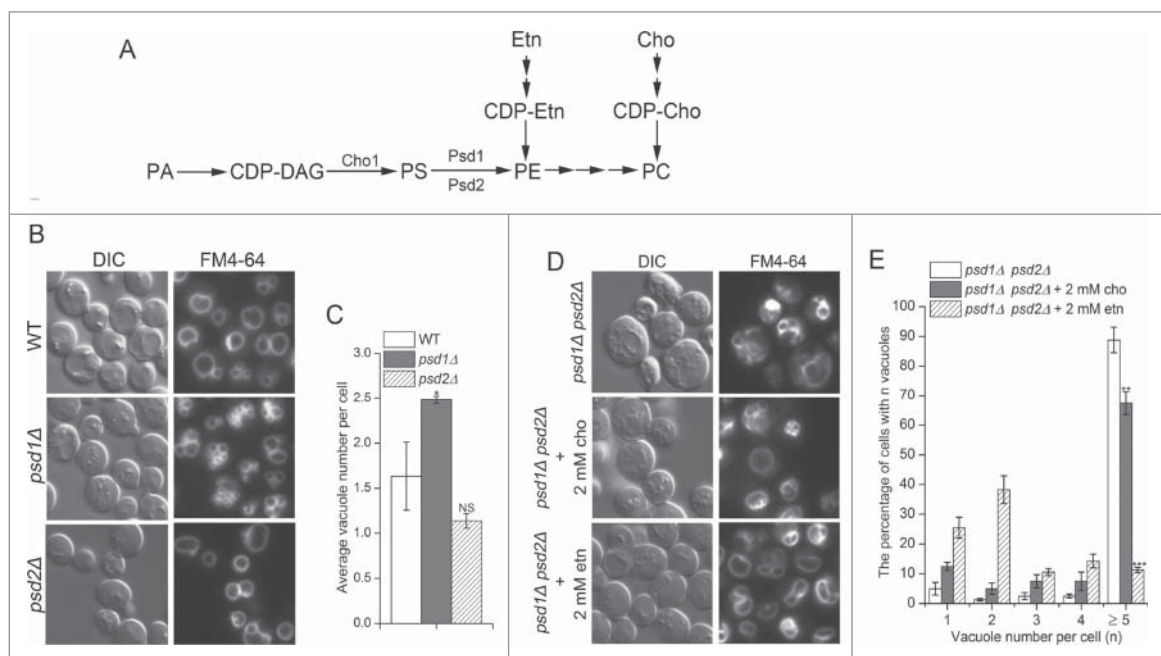 A
Etn
Cho
CDP-Etn
CDP-Cho
PA
CDP-DAG
Cho1
PS
Psd1
Psd2
PE
PC
B
DIC
FM4-64
WT
psd1Δ
psd2Δ
C
WT
psd1Δ
psd2Δ
Average vacuole number per cell
3.0
2.5
2.0
1.5
1.0
0.5
0.0
*
NS
D
DIC
FM4-64
psd1Δ psd2Δ
psd1Δ psd2Δ
+
2 mM cho
psd1Δ psd2Δ
+
2 mM etn
E
psd1Δ psd2Δ
psd1Δ psd2Δ + 2 mM cho
psd1Δ psd2Δ + 2 mM etn
The percentage of cells with n vacuoles
100
90
80
70
60
50
40
30
20
10
0
**
***
1 2 3 4 ≥ 5
Vacuole number per cell (n)